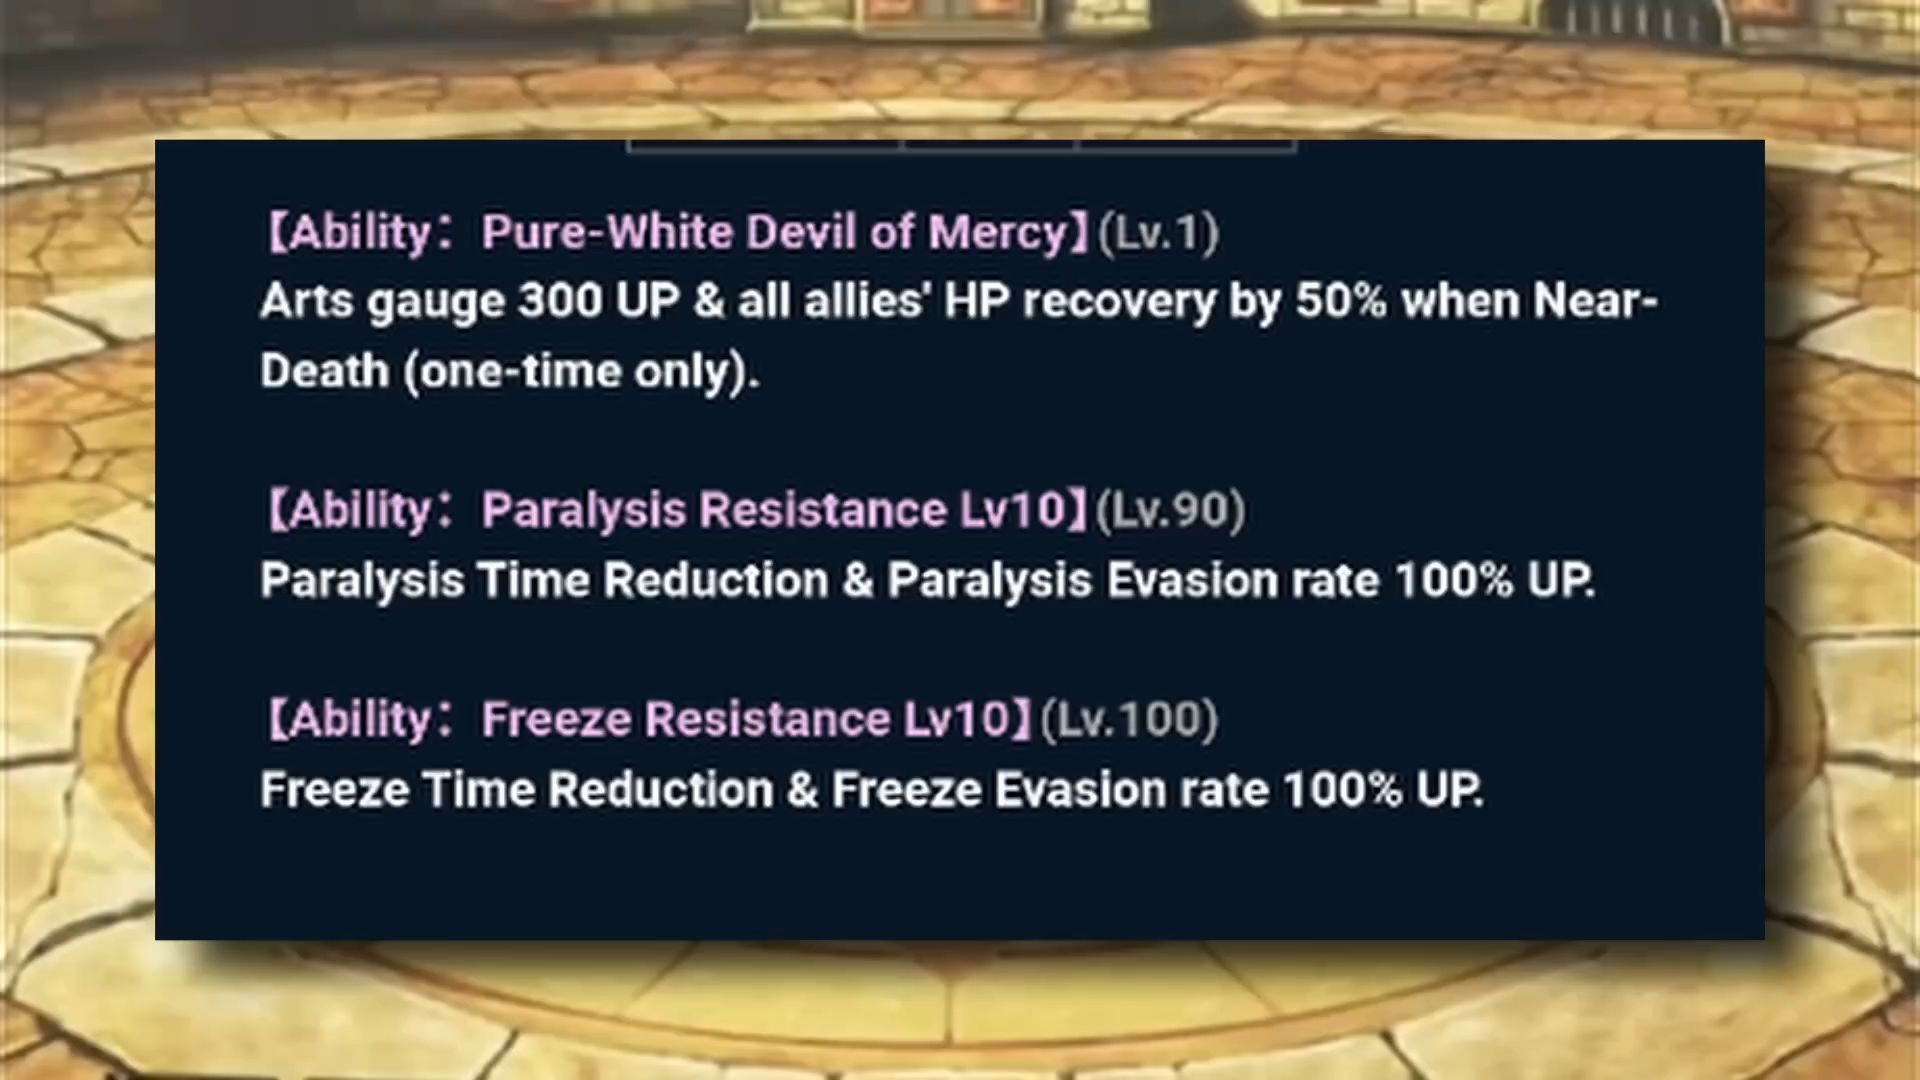 【Ability：Pure-White Devil of Mercy】(Lv.1)
Arts gauge 300 UP & all allies' HP recovery by 50% when Near-
Death (one-time only).
【Ability：Paralysis Resistance Lv10】(Lv.90)
Paralysis Time Reduction & Paralysis Evasion rate 100% UP.
【Ability：Freeze Resistance Lv10】(Lv.100)
Freeze Time Reduction & Freeze Evasion rate 100% UP.